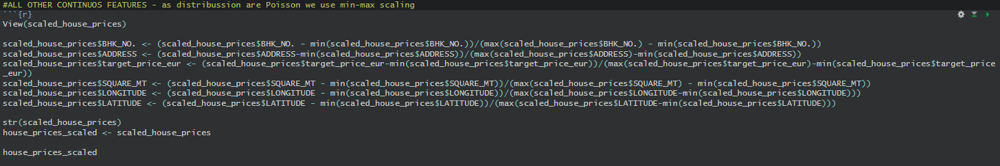 #ALL OTHER CONTINUOS FEATURES - as distribussion are Poisson we use min-max scaling
```{r}
View(scaled_house_prices)

scaled_house_prices$BHK_NO. <- (scaled_house_prices$BHK_NO. - min(scaled_house_prices$BHK_NO.))/(max(scaled_house_prices$BHK_NO.) - min(scaled_house_prices$BHK_NO.))
scaled_house_prices$ADDRESS <- (scaled_house_prices$ADDRESS-min(scaled_house_prices$ADDRESS))/(max(scaled_house_prices$ADDRESS)-min(scaled_house_prices$ADDRESS))
scaled_house_prices$target_price_eur <- (scaled_house_prices$target_price_eur-min(scaled_house_prices$target_price_eur))/(max(scaled_house_prices$target_price_eur)-min(scaled_house_prices$target_price
_eur))
scaled_house_prices$SQUARE_MT <- (scaled_house_prices$SQUARE_MT - min(scaled_house_prices$SQUARE_MT))/(max(scaled_house_prices$SQUARE_MT) - min(scaled_house_prices$SQUARE_MT))
scaled_house_prices$LONGITUDE <- (scaled_house_prices$LONGITUDE - min(scaled_house_prices$LONGITUDE))/(max(scaled_house_prices$LONGITUDE-min(scaled_house_prices$LONGITUDE)))
scaled_house_prices$LATITUDE <- (scaled_house_prices$LATITUDE - min(scaled_house_prices$LATITUDE))/(max(scaled_house_prices$LATITUDE-min(scaled_house_prices$LATITUDE)))

str(scaled_house_prices)
house_prices_scaled <- scaled_house_prices

house_prices_scaled